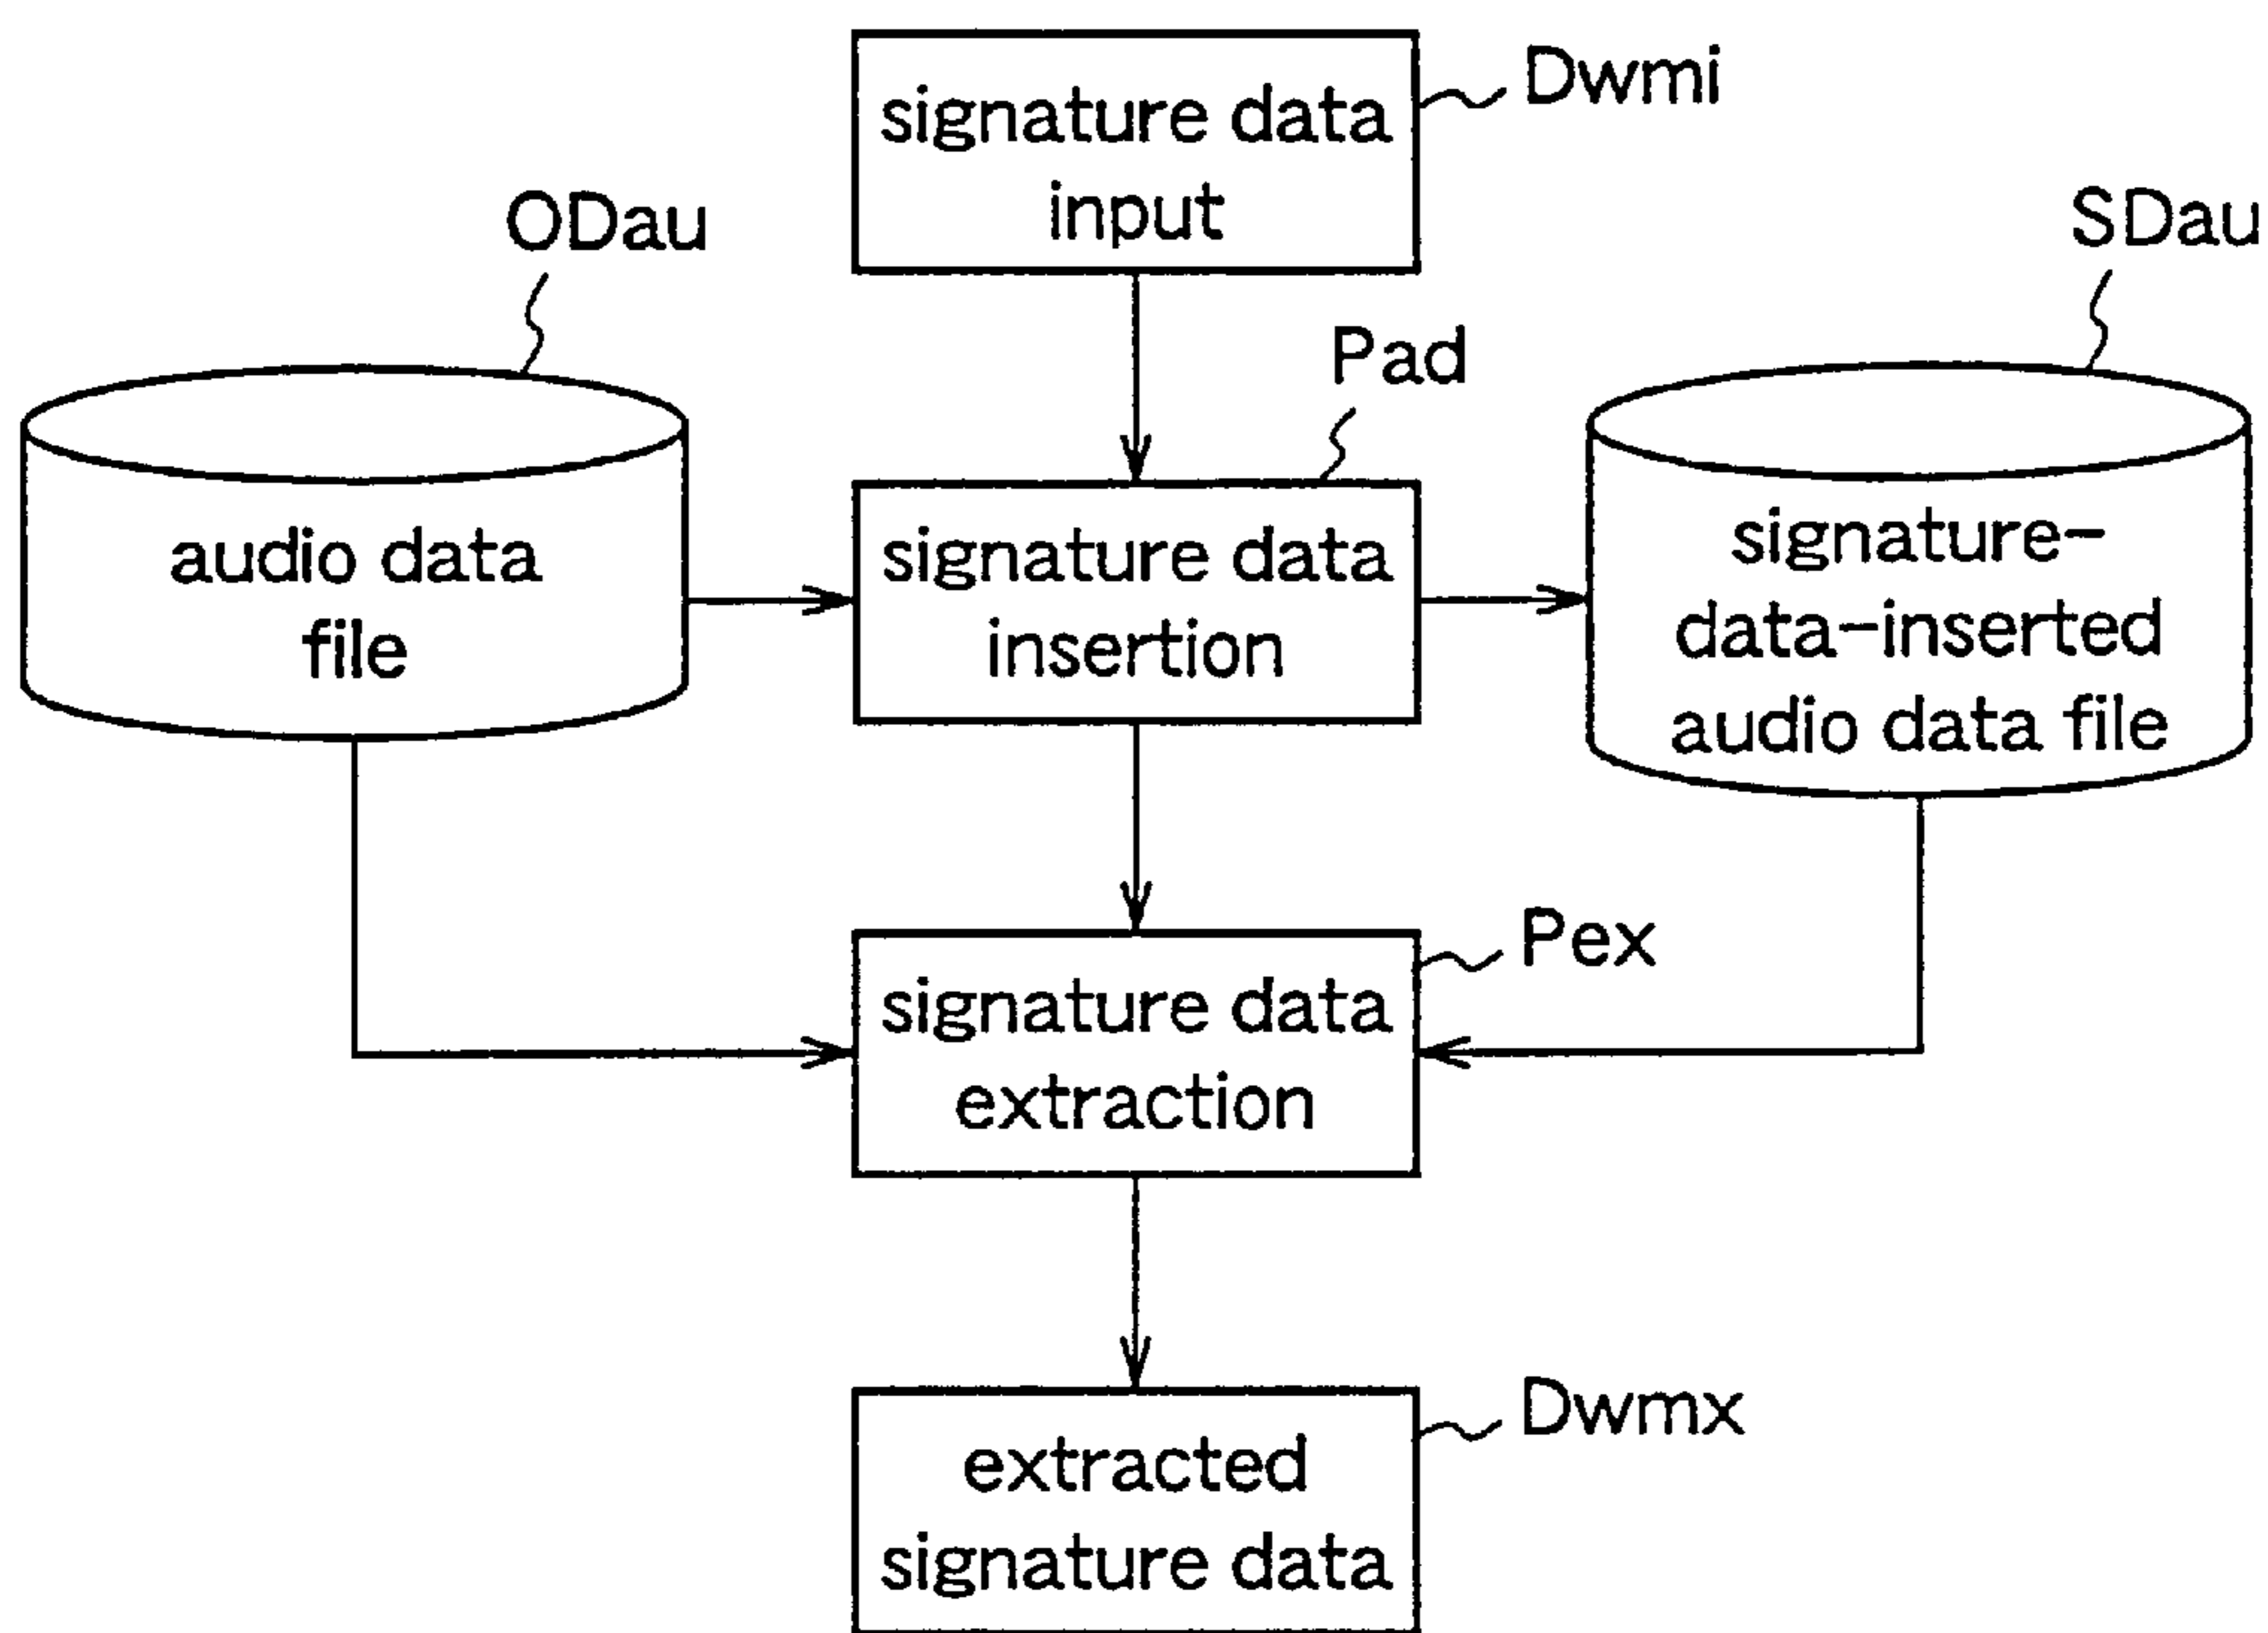 Dwmi
signature data
input
ODau
SDau
Pad
audio data
file
signature data
insertion
signature-
data-inserted
audio data file
Pex
signature data
extraction
Dwmx
extracted
signature data